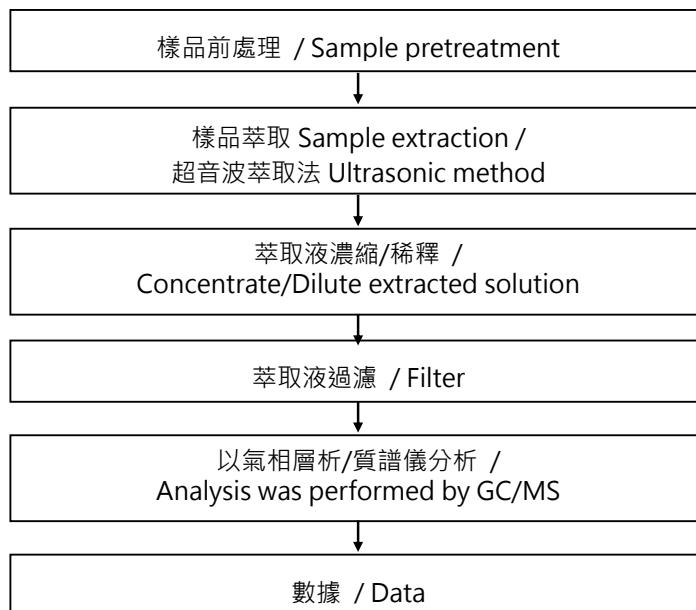 樣品前處理 / Sample pretreatment
樣品萃取 Sample extraction /
超音波萃取法 Ultrasonic method
萃取液濃縮/稀釋 /
Concentrate/Dilute extracted solution
萃取液過濾 / Filter
以氣相層析/質譜儀分析 /
Analysis was performed by GC/MS
數據 / Data